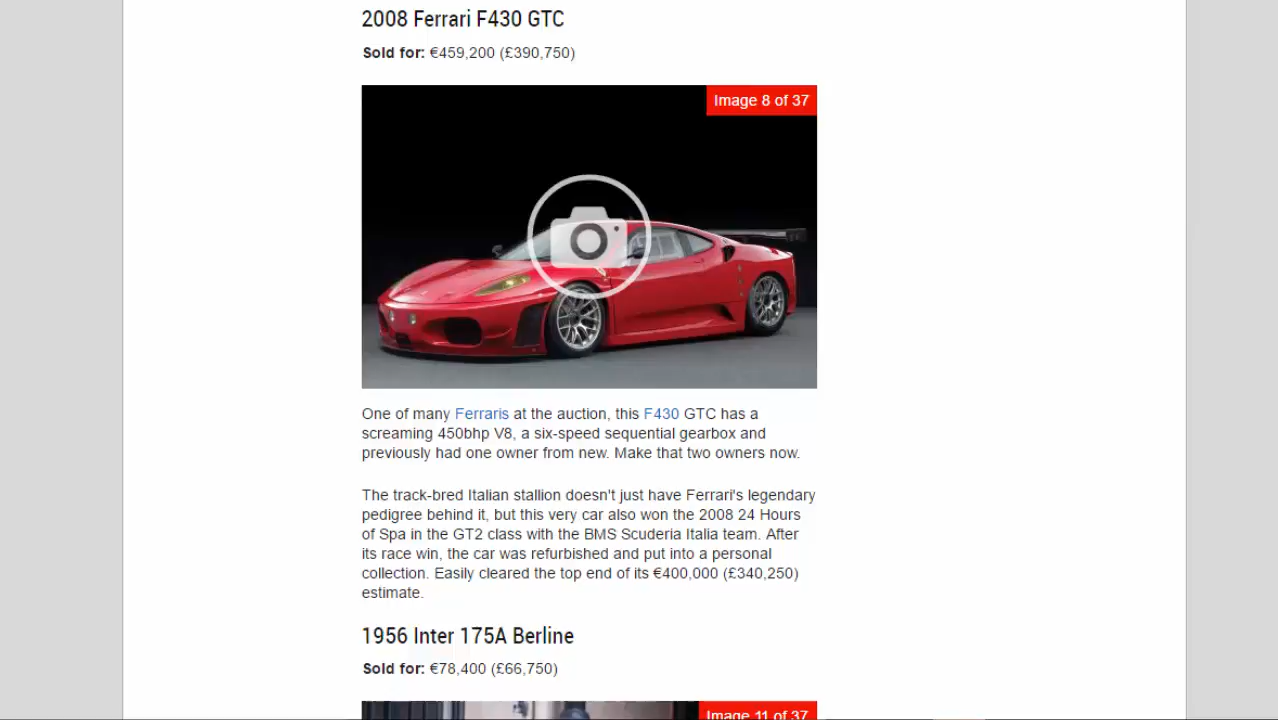 2008 Ferrari F430 GTC
Sold for: €459,200 (£390,750)
Image 8 of 37
One of many Ferraris at the auction, this F430 GTC has a
screaming 450bhp V8, a six-speed sequential gearbox and
previously had one owner from new. Make that two owners now.
The track-bred Italian stallion doesn't just have Ferrari's legendary
pedigree behind it, but this very car also won the 2008 24 Hours
of Spa in the GT2 class with the BMS Scuderia Italia team. After
its race win, the car was refurbished and put into a personal
collection. Easily cleared the top end of its €400,000 (£340,250)
estimate.
1956 Inter 175A Berline
Sold for: €78,400 (£66,750)
Image 11 of 37